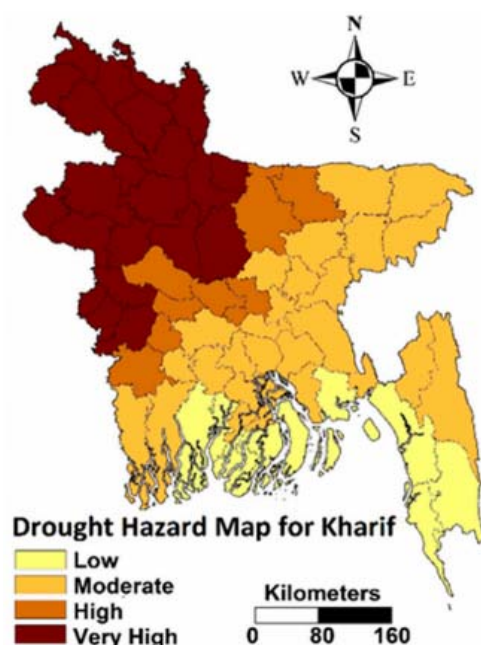 N
W E
S
Drought Hazard Map for Kharif
Low
Moderate
High
Very High
Kilometers
0 80 160